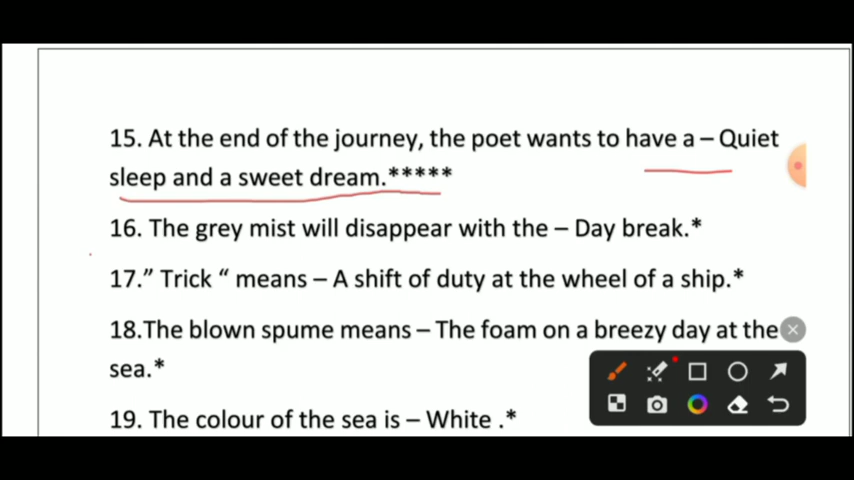 15. At the end of the journey, the poet wants to have a – Quiet
sleep and a sweet dream.*****
16. The grey mist will disappear with the – Day break.*
17.” Trick “ means – A shift of duty at the wheel of a ship.*
18.The blown spume means – The foam on a breezy day at the
sea.*
19. The colour of the sea is – White .*